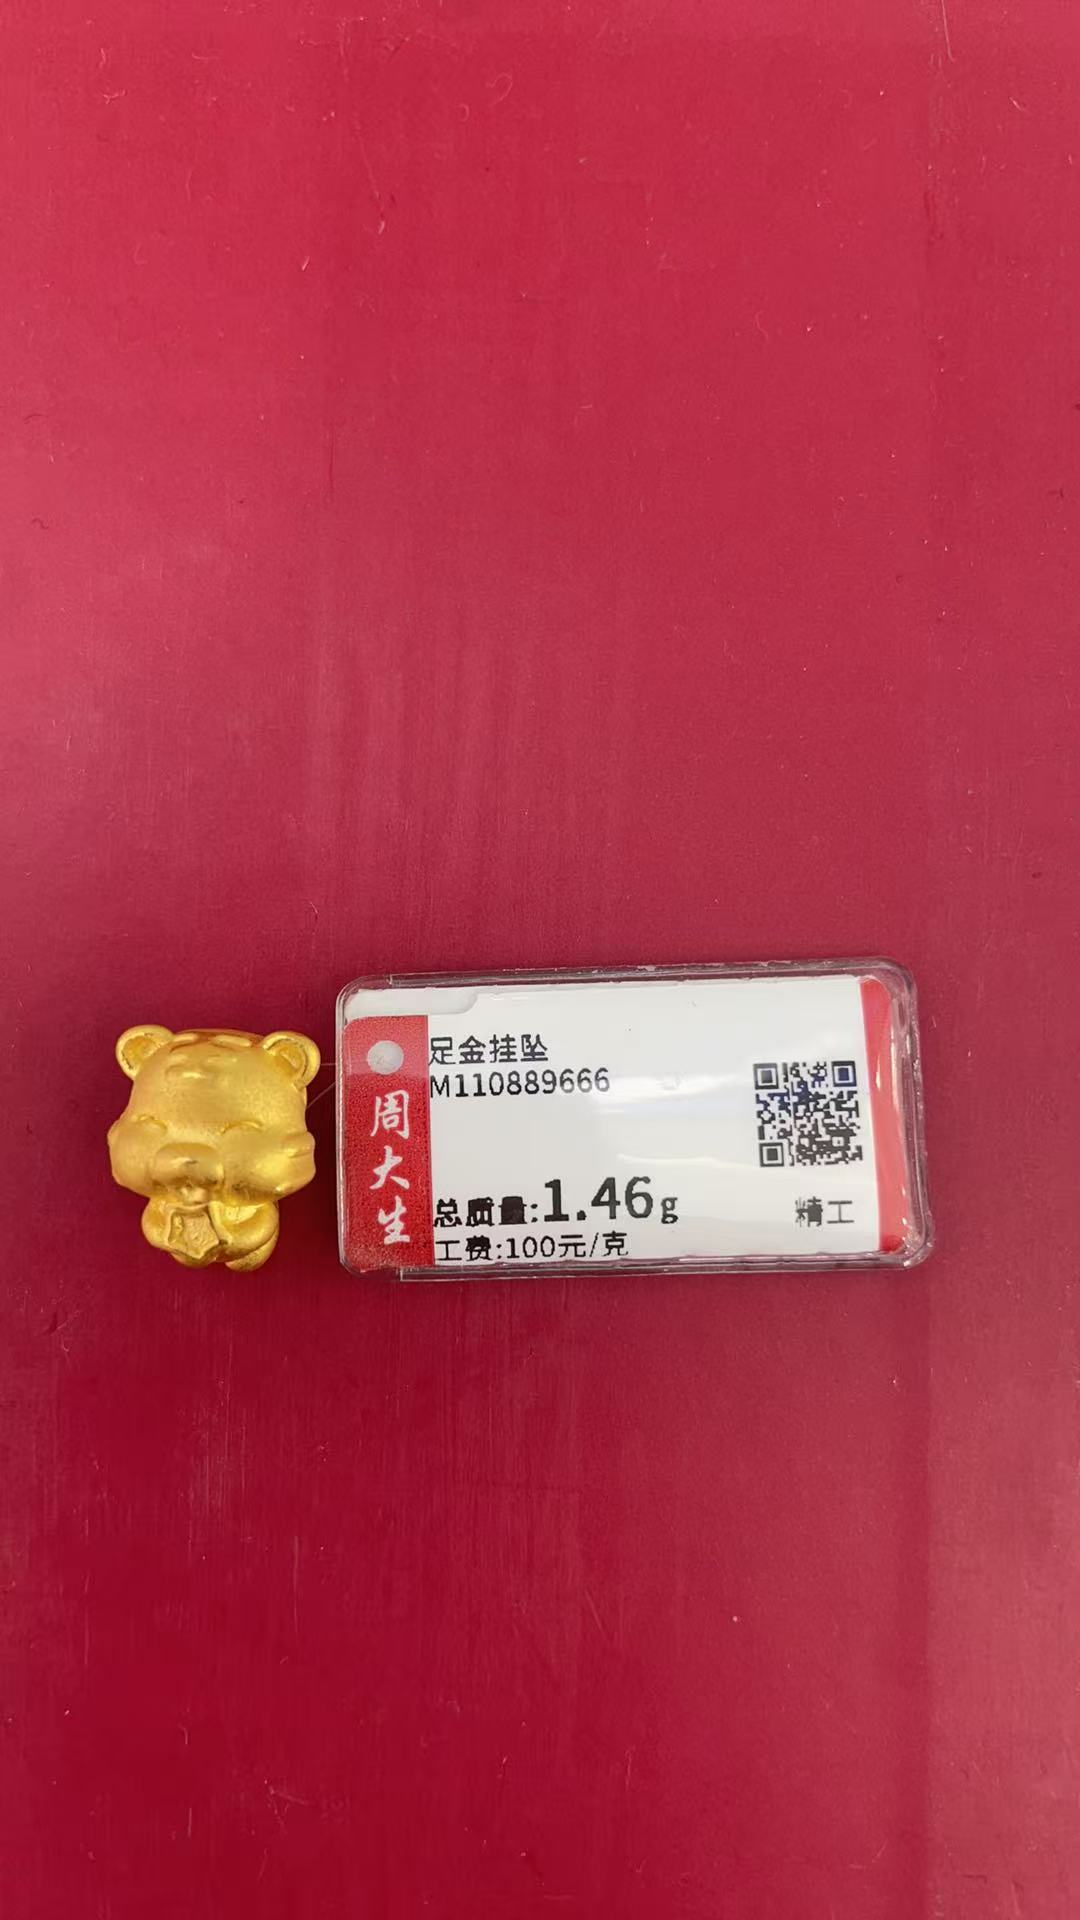 足金挂坠
M110889666
周大生
总质量:1.46g
精工
工费:100元/克